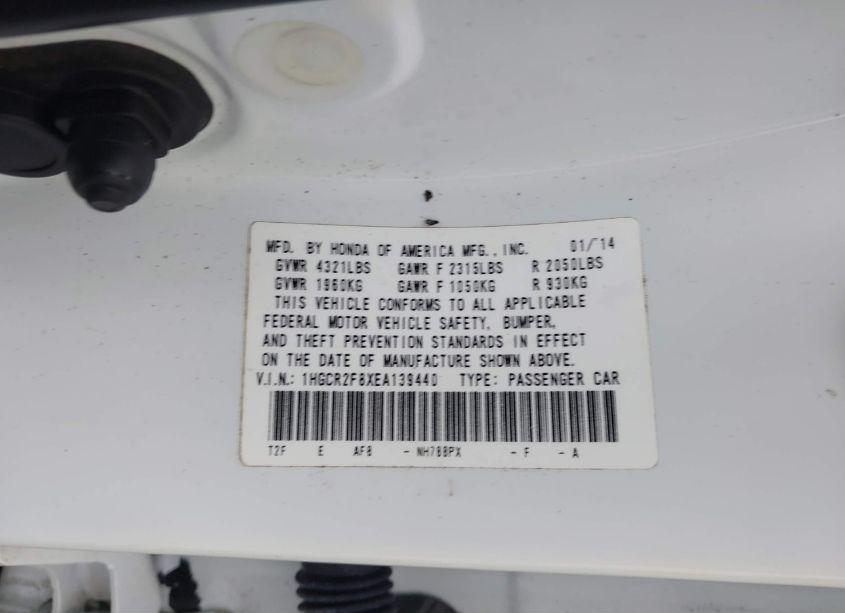 MFD. BY HONDA OF AMERICA MFG., INC. 01/14
GVWR 4321LBS GAWR F 2315LBS R 2050LBS
GVWR 1960KG GAWR F 1050KG R 930KG
THIS VEHICLE CONFORMS TO ALL APPLICABLE
FEDERAL MOTOR VEHICLE SAFETY, BUMPER,
AND THEFT PREVENTION STANDARDS IN EFFECT
ON THE DATE OF MANUFACTURE SHOWN ABOVE.
V.I.N.: 1HGCR2F8XEA139440 TYPE: PASSENGER CAR
T2F E AF8 - NH788PX - F - A